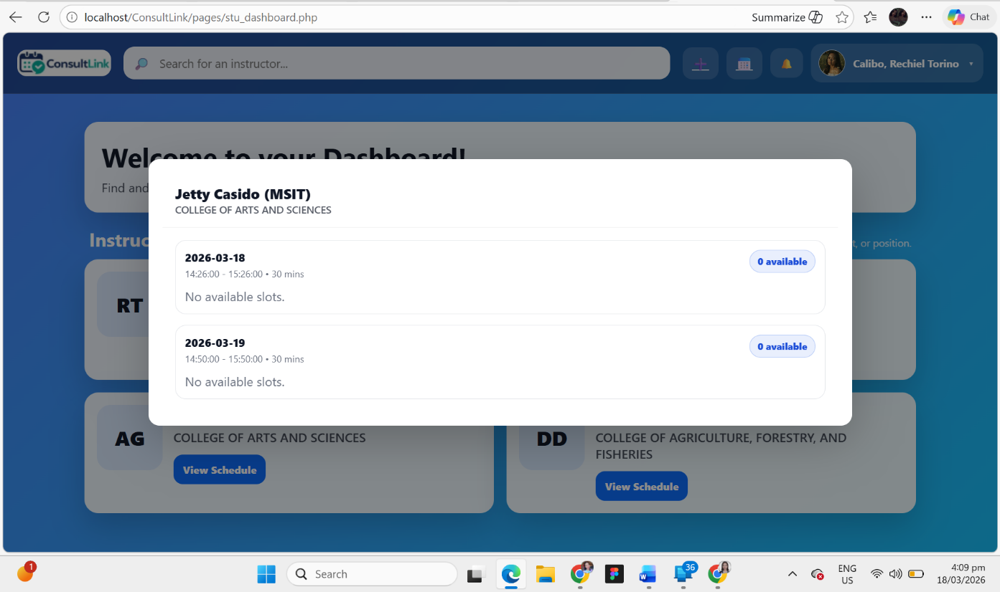 localhost/ConsultLink/pages/stu_dashboard.php
Summarize
Chat
ConsultLink
Search for an instructor...
Calibo, Rechiel Torino
Welcome to your Dashboard!
Find and
Jetty Casido (MSIT)
COLLEGE OF ARTS AND SCIENCES
Instruc
t, or position.
2026-03-18
0 available
14:26:00 - 15:26:00 • 30 mins
No available slots.
RT
2026-03-19
0 available
14:50:00 - 15:50:00 • 30 mins
No available slots.
AG
COLLEGE OF ARTS AND SCIENCES
View Schedule
DD
COLLEGE OF AGRICULTURE, FORESTRY, AND
FISHERIES
View Schedule
1
Search
36
ENG
US
4:09 pm
18/03/2026